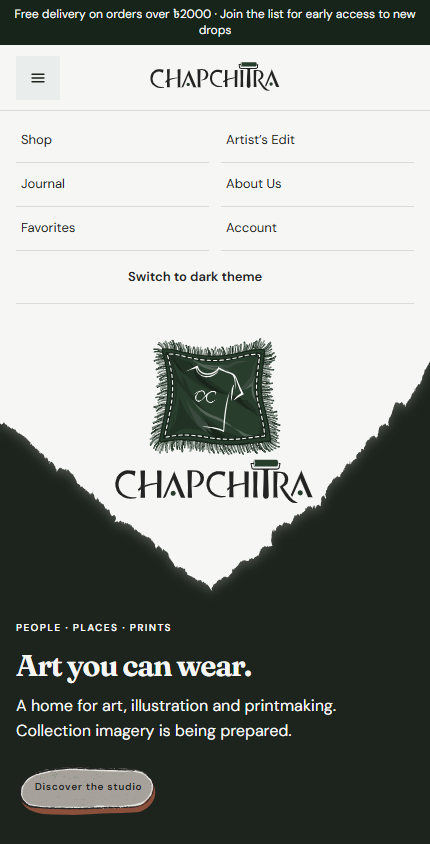 Free delivery on orders over ৳2000 · Join the list for early access to new
drops
CHAPCHITRA
Shop
Artist’s Edit
Journal
About Us
Favorites
Account
Switch to dark theme
CHAPCHITRA
PEOPLE · PLACES · PRINTS
Art you can wear.
A home for art, illustration and printmaking.
Collection imagery is being prepared.
Discover the studio